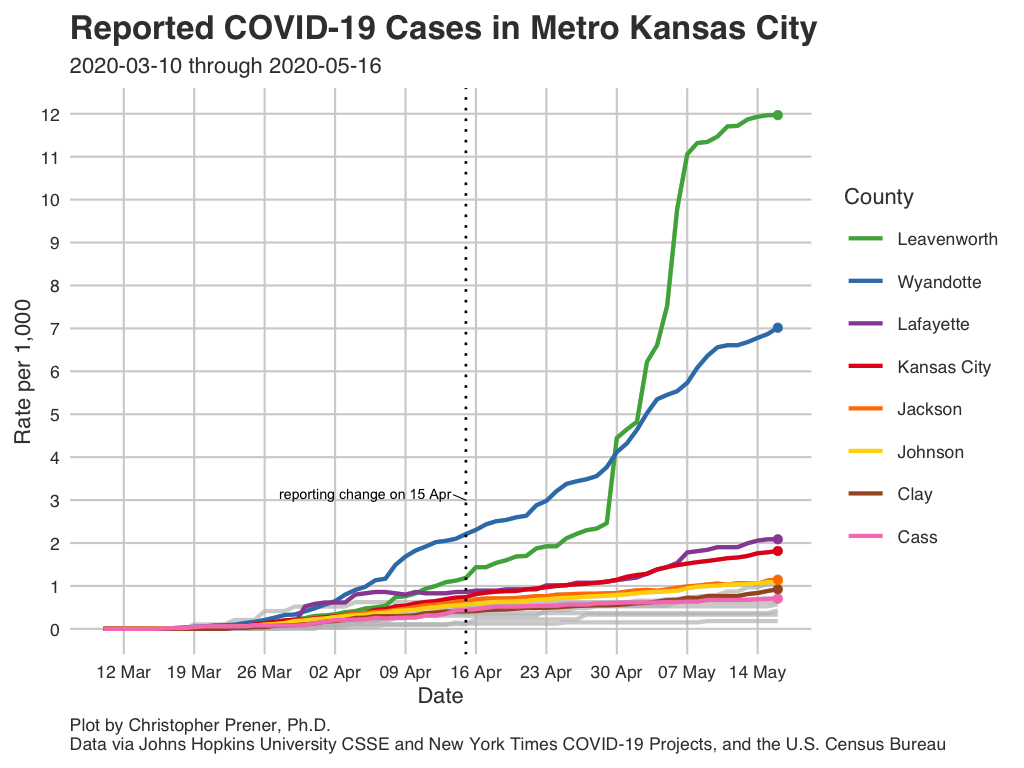 Reported COVID-19 Cases in Metro Kansas City
2020-03-10 through 2020-05-16
Rate per 1,000
12
11
10
9
8
7
6
5
4
3
2
1
0
reporting change on 15 Apr
12 Mar 19 Mar 26 Mar 02 Apr 09 Apr 16 Apr 23 Apr 30 Apr 07 May 14 May
Date
County
Leavenworth
Wyandotte
Lafayette
Kansas City
Jackson
Johnson
Clay
Cass
Plot by Christopher Prener, Ph.D.
Data via Johns Hopkins University CSSE and New York Times COVID-19 Projects, and the U.S. Census Bureau